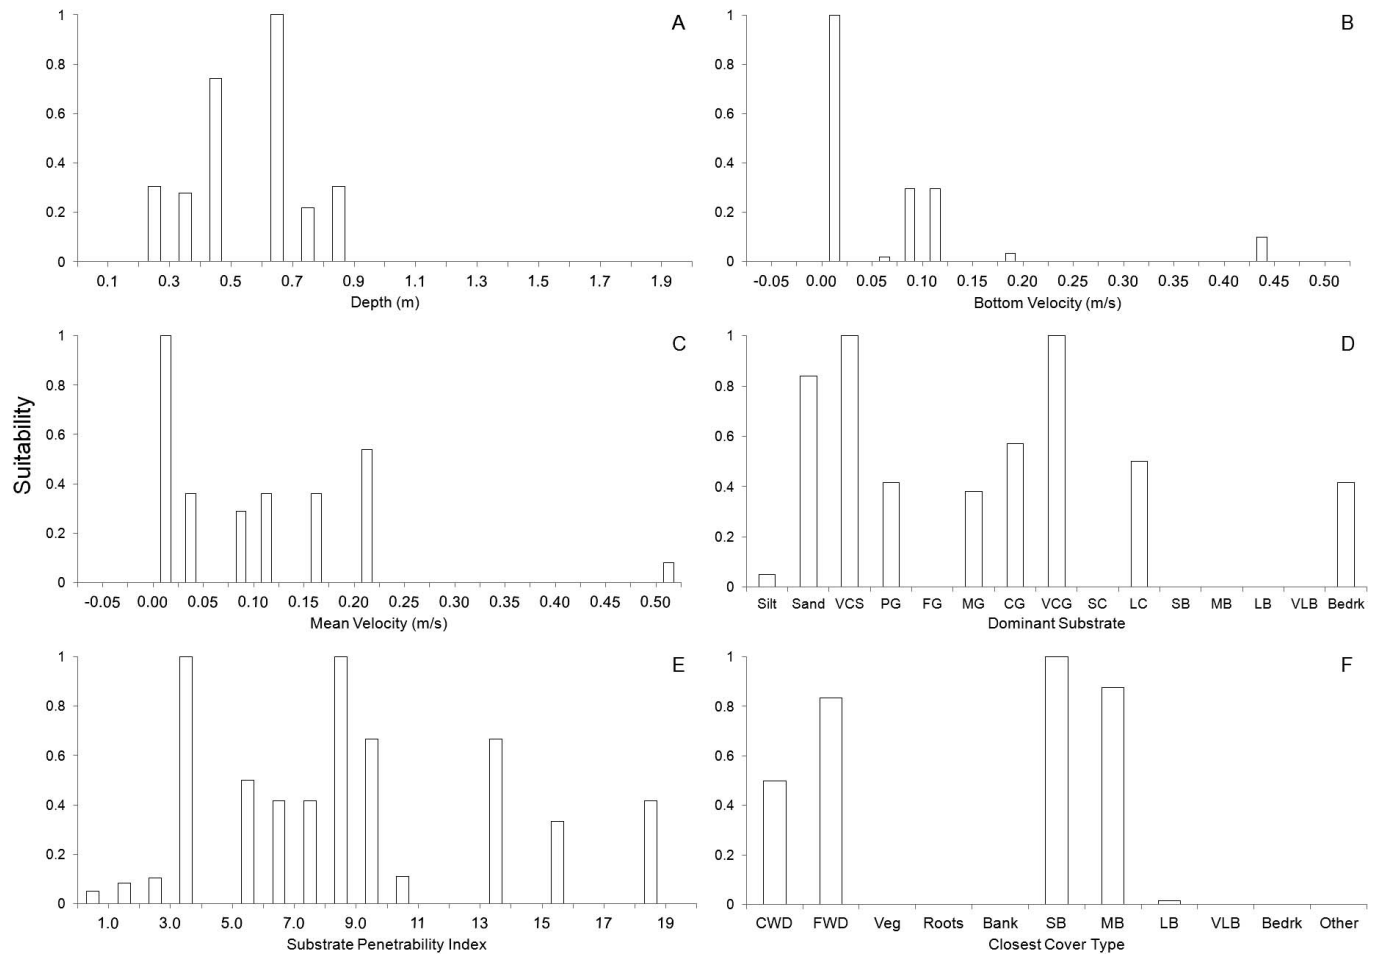 A
1
0.8
0.6
0.4
0.2
0
0.1 0.3 0.5 0.7 0.9 1.1 1.3 1.5 1.7 1.9
Depth (m)
B
1
0.8
0.6
0.4
0.2
0
-0.05 0.00 0.05 0.10 0.15 0.20 0.25 0.30 0.35 0.40 0.45 0.50
Bottom Velocity (m/s)
Suitability
C
1
0.8
0.6
0.4
0.2
0
-0.05 0.00 0.05 0.10 0.15 0.20 0.25 0.30 0.35 0.40 0.45 0.50
Mean Velocity (m/s)
D
1
0.8
0.6
0.4
0.2
0
Silt Sand VCS PG FG MG CG VCG SC LC SB MB LB VLB Bedrk
Dominant Substrate
E
1
0.8
0.6
0.4
0.2
0
1.0 3.0 5.0 7.0 9.0 11 13 15 17 19
Substrate Penetrability Index
F
1
0.8
0.6
0.4
0.2
0
CWD FWD Veg Roots Bank SB MB LB VLB Bedrk Other
Closest Cover Type